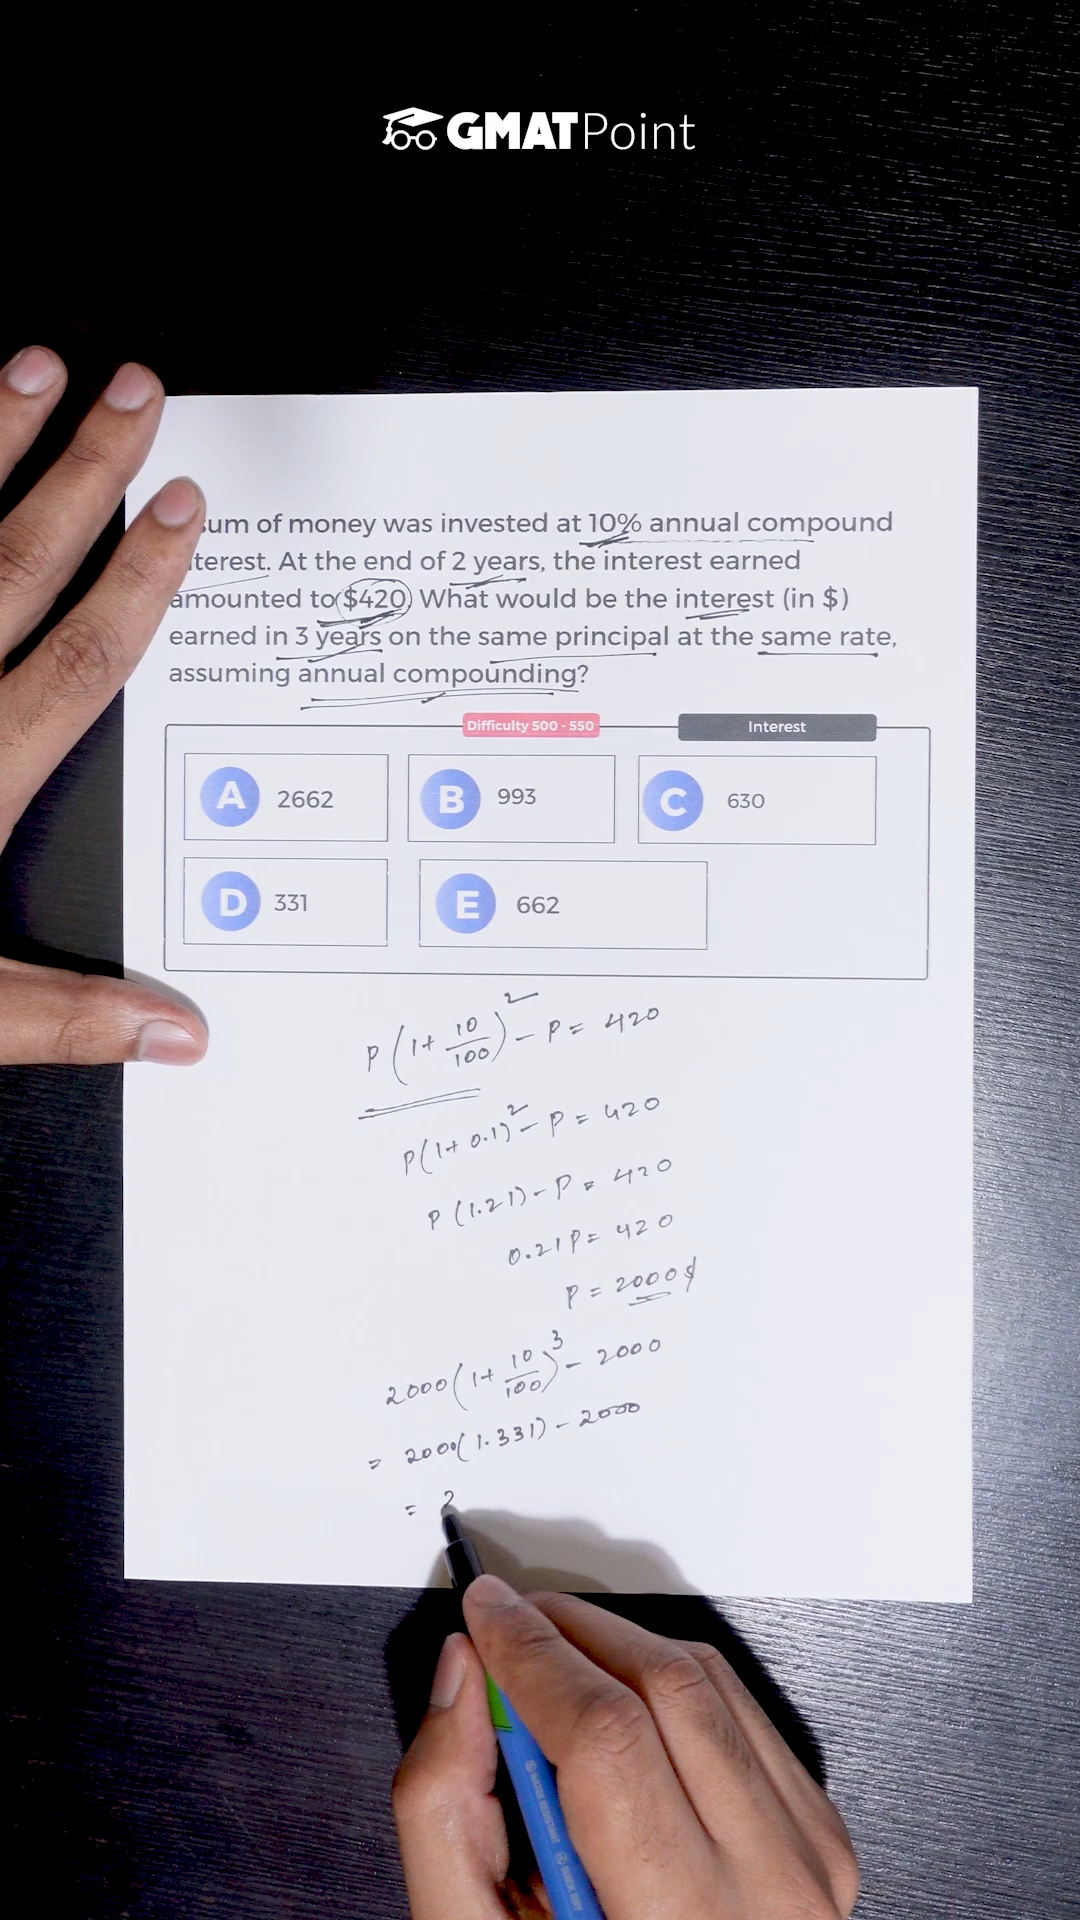 GMATPoint
sum of money was invested at 10% annual compound
terest. At the end of 2 years, the interest earned
amounted to $420. What would be the interest (in $)
earned in 3 years on the same principal at the same rate,
assuming annual compounding?
Difficulty 500 - 550 Interest
A 2662 B 993 C 630
D 331 E 662
P(1+10/100)² - P = 420
P(1+0.1)² - P = 420
P(1.21) - P = 420
0.21P = 420
P = 2000$
2000(1+10/100)³ - 2000
= 2000(1.331) - 2000
= 2